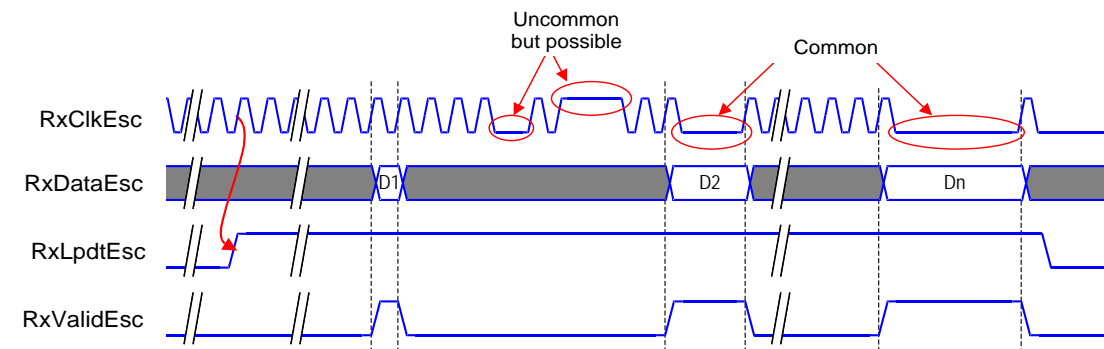 Uncommon
but possible
Common
RxClkEsc
RxDataEsc
D1
D2
Dn
RxLpdtEsc
RxValidEsc